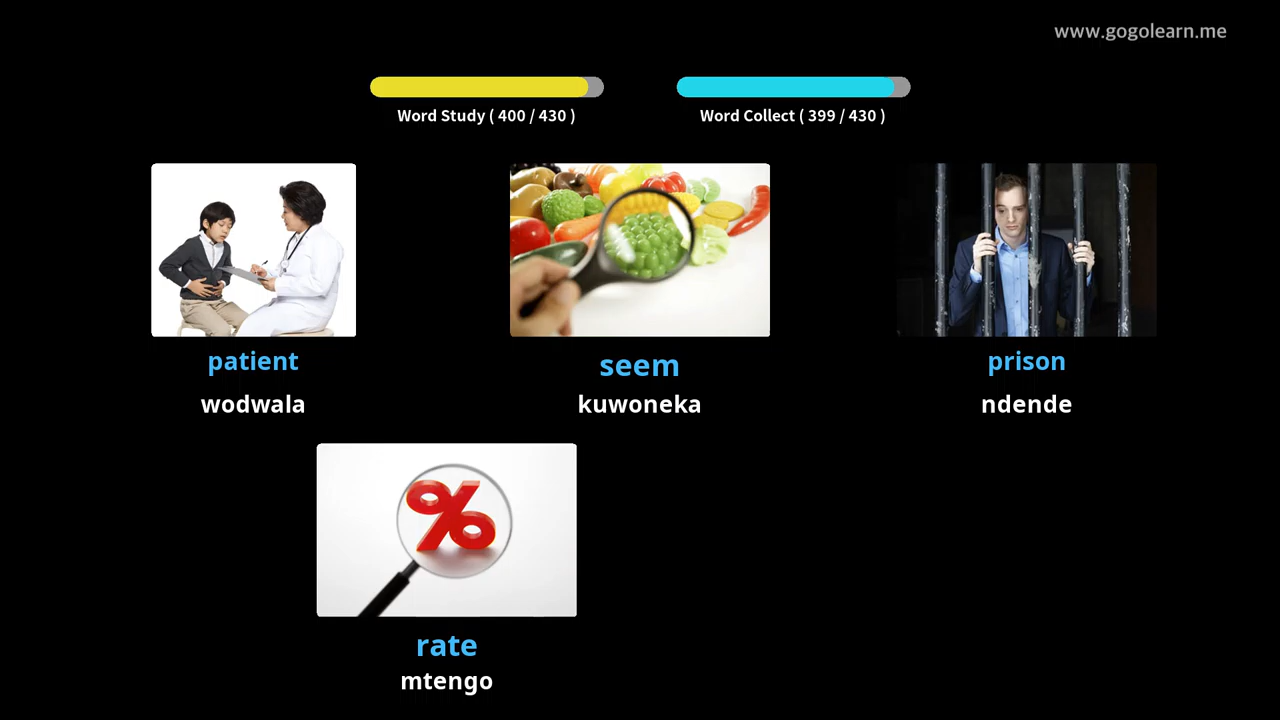 www.gogolearn.me
Word Study ( 400 / 430 )
Word Collect ( 399 / 430 )
patient
wodwala
seem
kuwoneka
prison
ndende
rate
mtengo
%